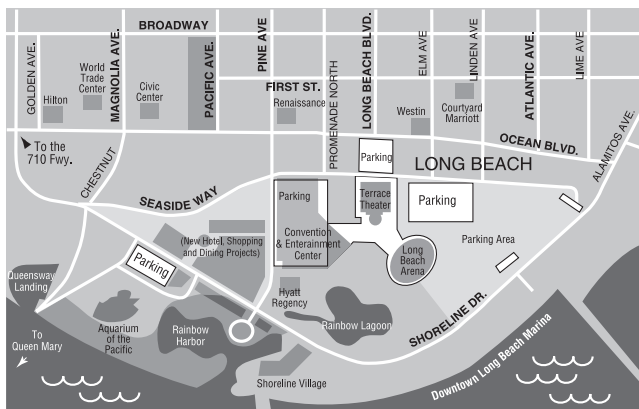 BROADWAY
GOLDEN AVE.
MAGNOLIA AVE.
PACIFIC AVE.
PINE AVE
LONG BEACH BLVD.
ELM AVE
LINDEN AVE
ATLANTIC AVE.
LIME AVE
World
Trade
Center
Hilton
Civic
Center
FIRST ST.
Renaissance
PROMENADE NORTH
Westin
Courtyard
Marriott
OCEAN BLVD.
ALAMITOS AVE.
To the
710 Fwy.
CHESTNUT
Parking
LONG BEACH
SEASIDE WAY
Parking
Terrace
Theater
Parking
Convention
& Entertainment
Center
(New Hotel, Shopping
and Dining Projects)
Parking Area
Long
Beach
Arena
Parking
Queensway
Landing
Hyatt
Regency
SHORELINE DR.
Aquarium
of the
Pacific
Rainbow
Harbor
Rainbow Lagoon
To
Queen Mary
Shoreline Village
Downtown Long Beach Marina